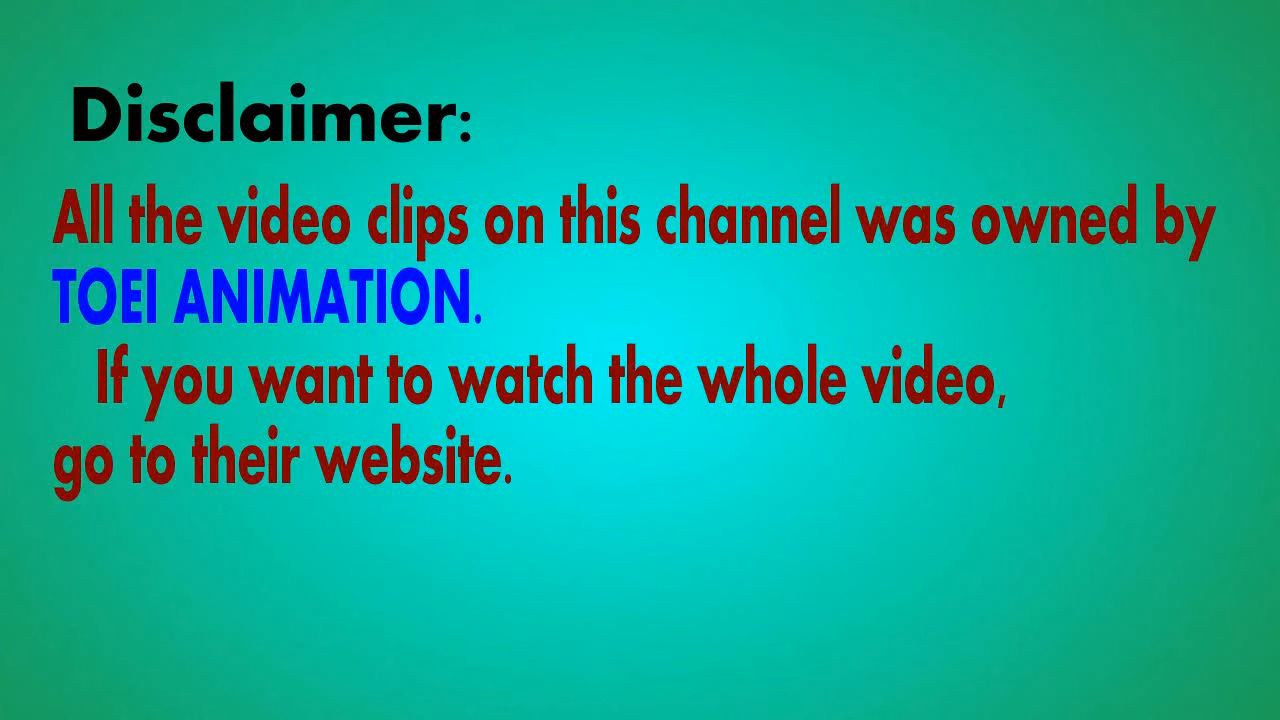 Disclaimer:
All the video clips on this channel was owned by
TOEI ANIMATION.
If you want to watch the whole video,
go to their website.